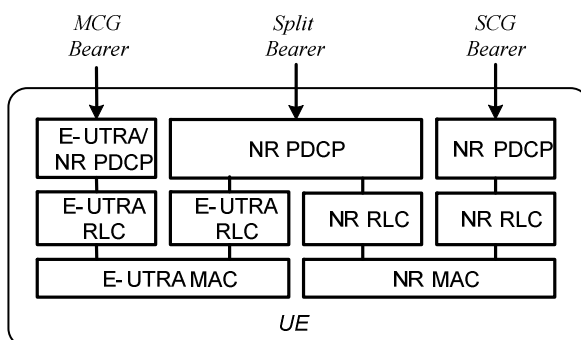 MCG
Bearer
Split
Bearer
SCG
Bearer
E-UTRA/
NR PDCP
NR PDCP
NR PDCP
E-UTRA
RLC
E-UTRA
RLC
NR RLC
NR RLC
E-UTRA MAC
NR MAC
UE